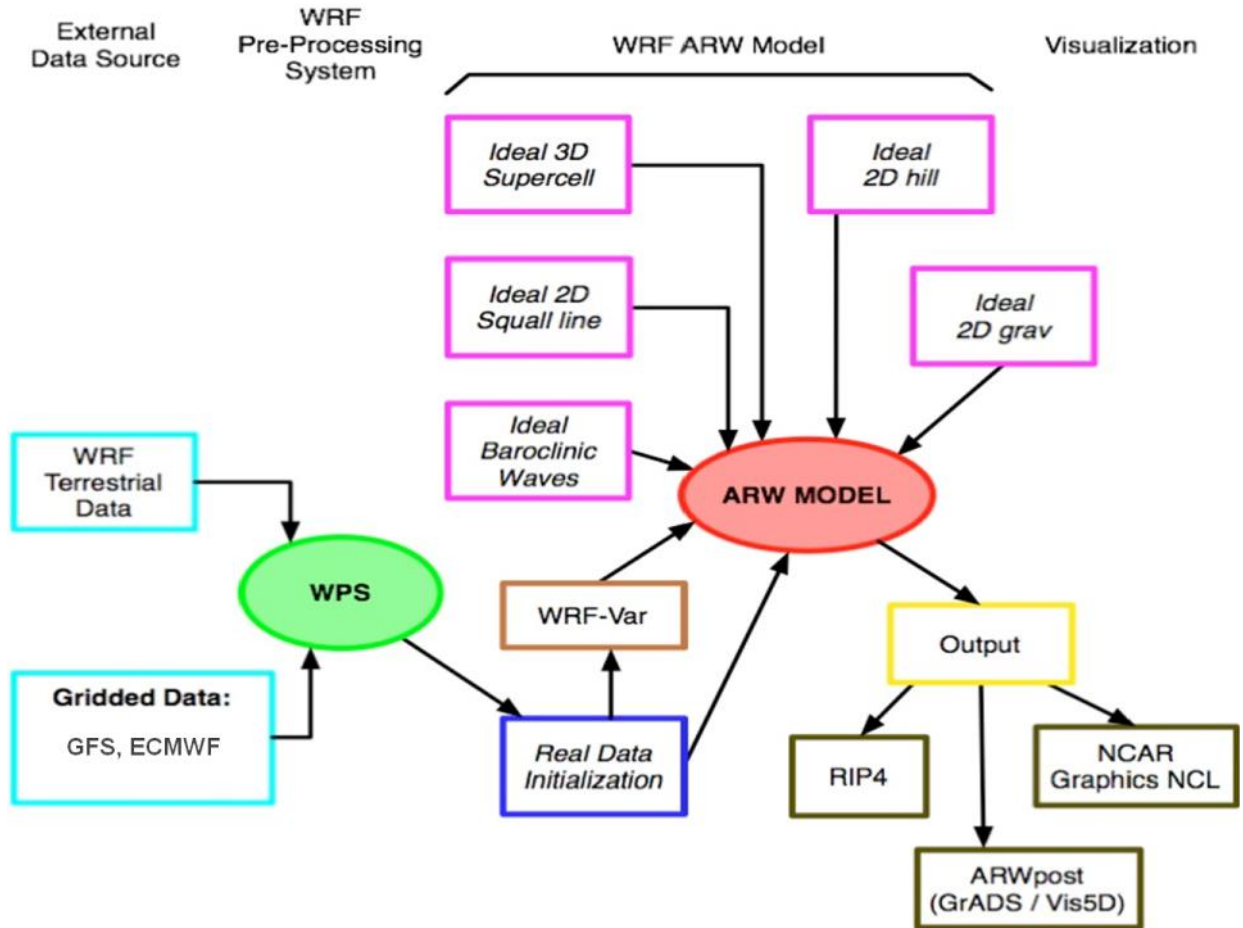 External
Data Source
WRF
Pre-Processing
System
WRF ARW Model
Visualization
Ideal 3D
Supercell
Ideal
2D hill
Ideal 2D
Squall line
Ideal
2D grav
Ideal
Baroclinic
Waves
WRF
Terrestrial
Data
ARW MODEL
WPS
WRF-Var
Output
Gridded Data:
GFS, ECMWF
Real Data
Initialization
RIP4
NCAR
Graphics NCL
ARWpost
(GrADS / Vis5D)